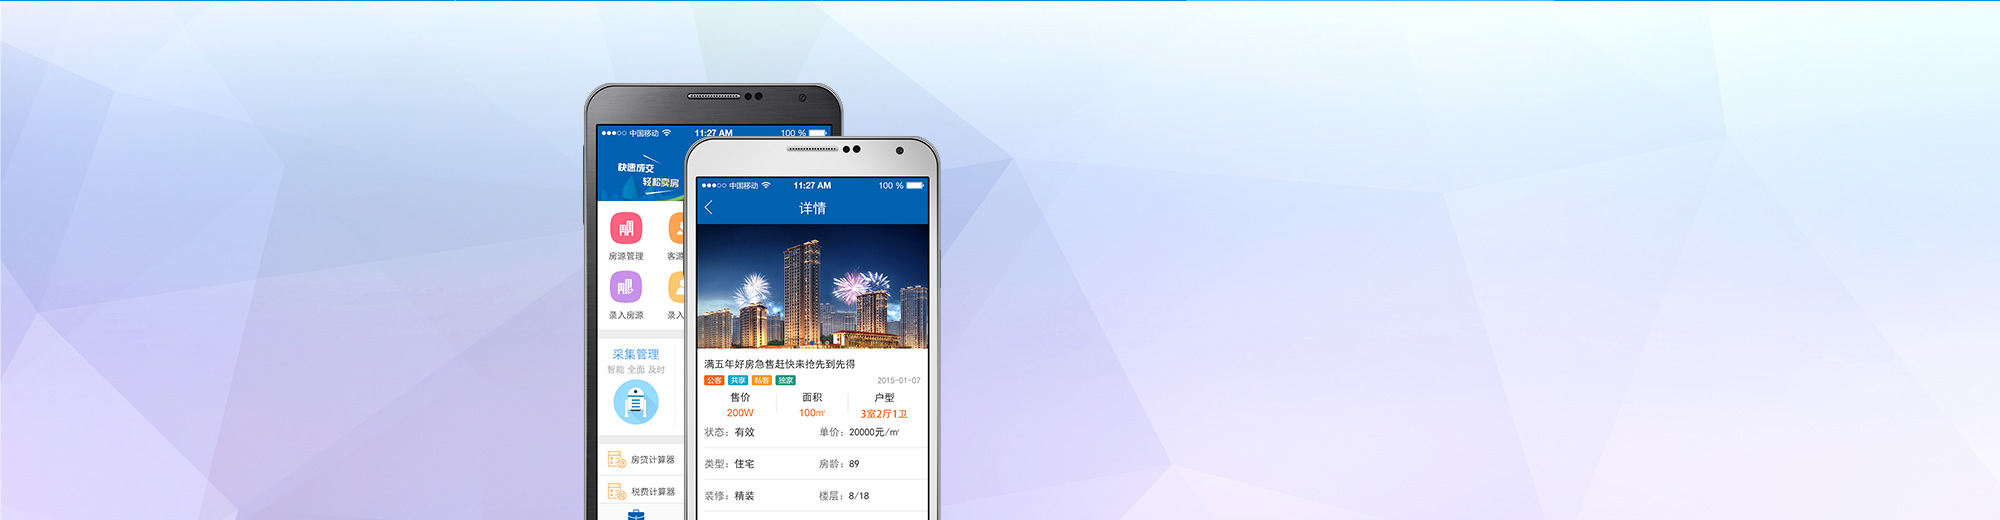 中国移动 11:27 AM 100 %
快速成交
轻松卖房
房源管理 客源
录入房源 录入
采集管理
智能 全面 及时
房贷计算器
税费计算器
中国移动 11:27 AM 100 %
详情
满五年好房急售赶快来抢先到先得
公客 共享 私客 独家 2015-01-07
售价 面积 户型
200W 100㎡ 3室2厅1卫
状态：有效 单价：20000元/㎡
类型：住宅 房龄：89
装修：精装 楼层：8/18